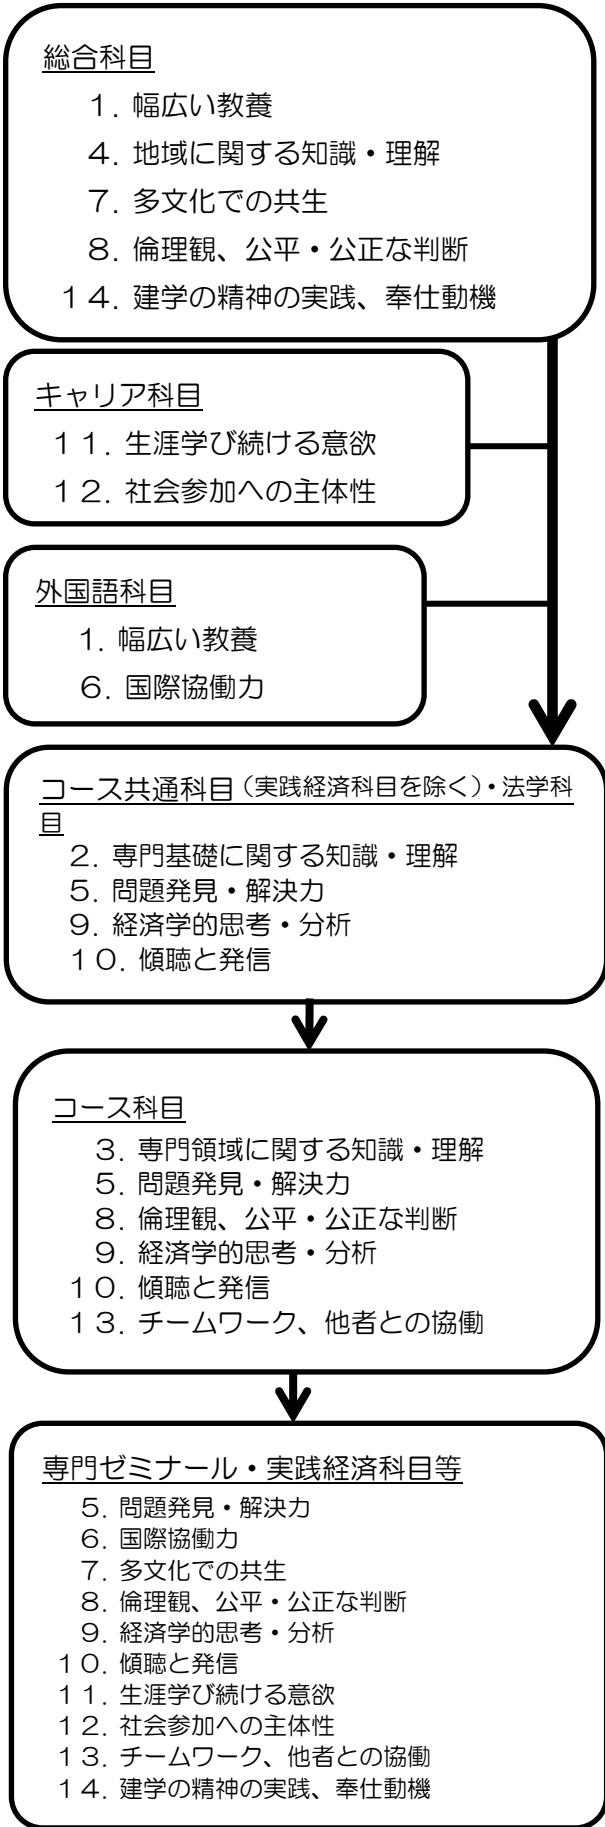 総合科目
１. 幅広い教養
４. 地域に関する知識・理解
７. 多文化での共生
８. 倫理観、公平・公正な判断
１４. 建学の精神の実践、奉仕動機
キャリア科目
１１. 生涯学び続ける意欲
１２. 社会参加への主体性
外国語科目
１. 幅広い教養
６. 国際協働力
コース共通科目（実践経済科目を除く）・法学科
目
２. 専門基礎に関する知識・理解
５. 問題発見・解決力
９. 経済学的思考・分析
１０. 傾聴と発信
コース科目
３. 専門領域に関する知識・理解
５. 問題発見・解決力
８. 倫理観、公平・公正な判断
９. 経済学的思考・分析
１０. 傾聴と発信
１３. チームワーク、他者との協働
専門ゼミナール・実践経済科目等
５. 問題発見・解決力
６. 国際協働力
７. 多文化での共生
８. 倫理観、公平・公正な判断
９. 経済学的思考・分析
１０. 傾聴と発信
１１. 生涯学び続ける意欲
１２. 社会参加への主体性
１３. チームワーク、他者との協働
１４. 建学の精神の実践、奉仕動機